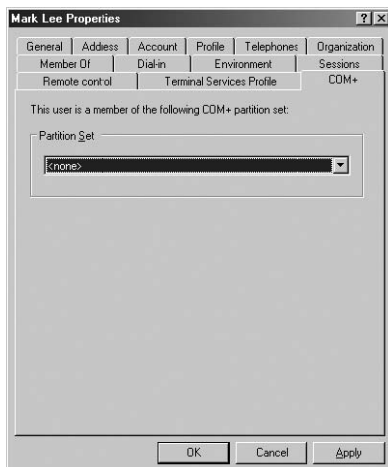 Mark Lee Properties
General Address Account Profile Telephones Organization
Member Of Dial-in Environment Sessions
Remote control Terminal Services Profile COM+
This user is a member of the following COM+ partition set:
Partition Set
<none>
OK Cancel Apply